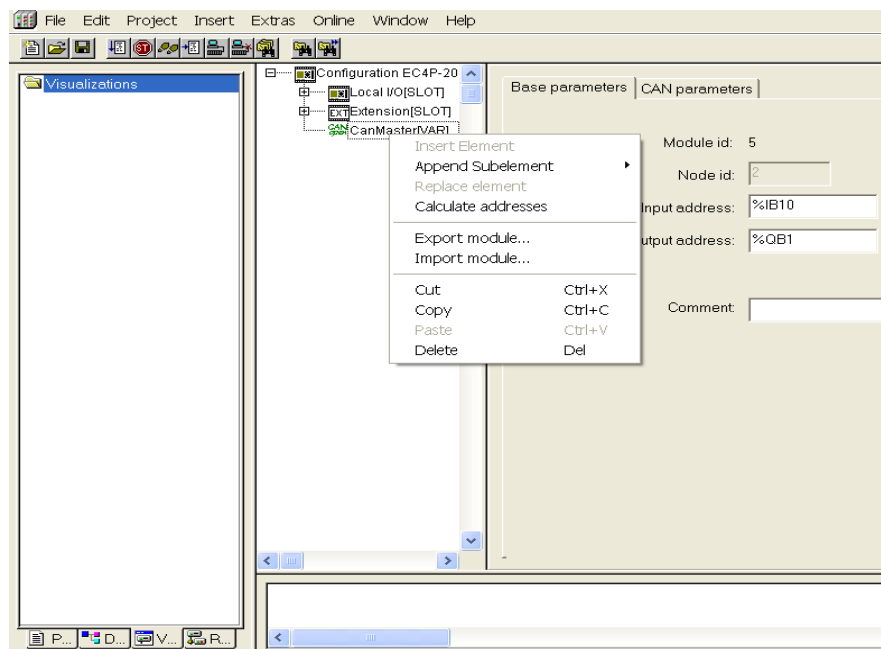 File Edit Project Insert Extras Online Window Help
Visualizations
Configuration EC4P-20
Local I/O[SLOT]
EXT Extension[SLOT]
CAN CanMaster[VAR]
Insert Element
Append Subelement
Replace element
Calculate addresses
Export module...
Import module...
Cut Ctrl+X
Copy Ctrl+C
Paste Ctrl+V
Delete Del
Base parameters CAN parameters
Module id: 5
Node id: 2
Input address: %IB10
utput address: %QB1
Comment:
P... D... V... R...